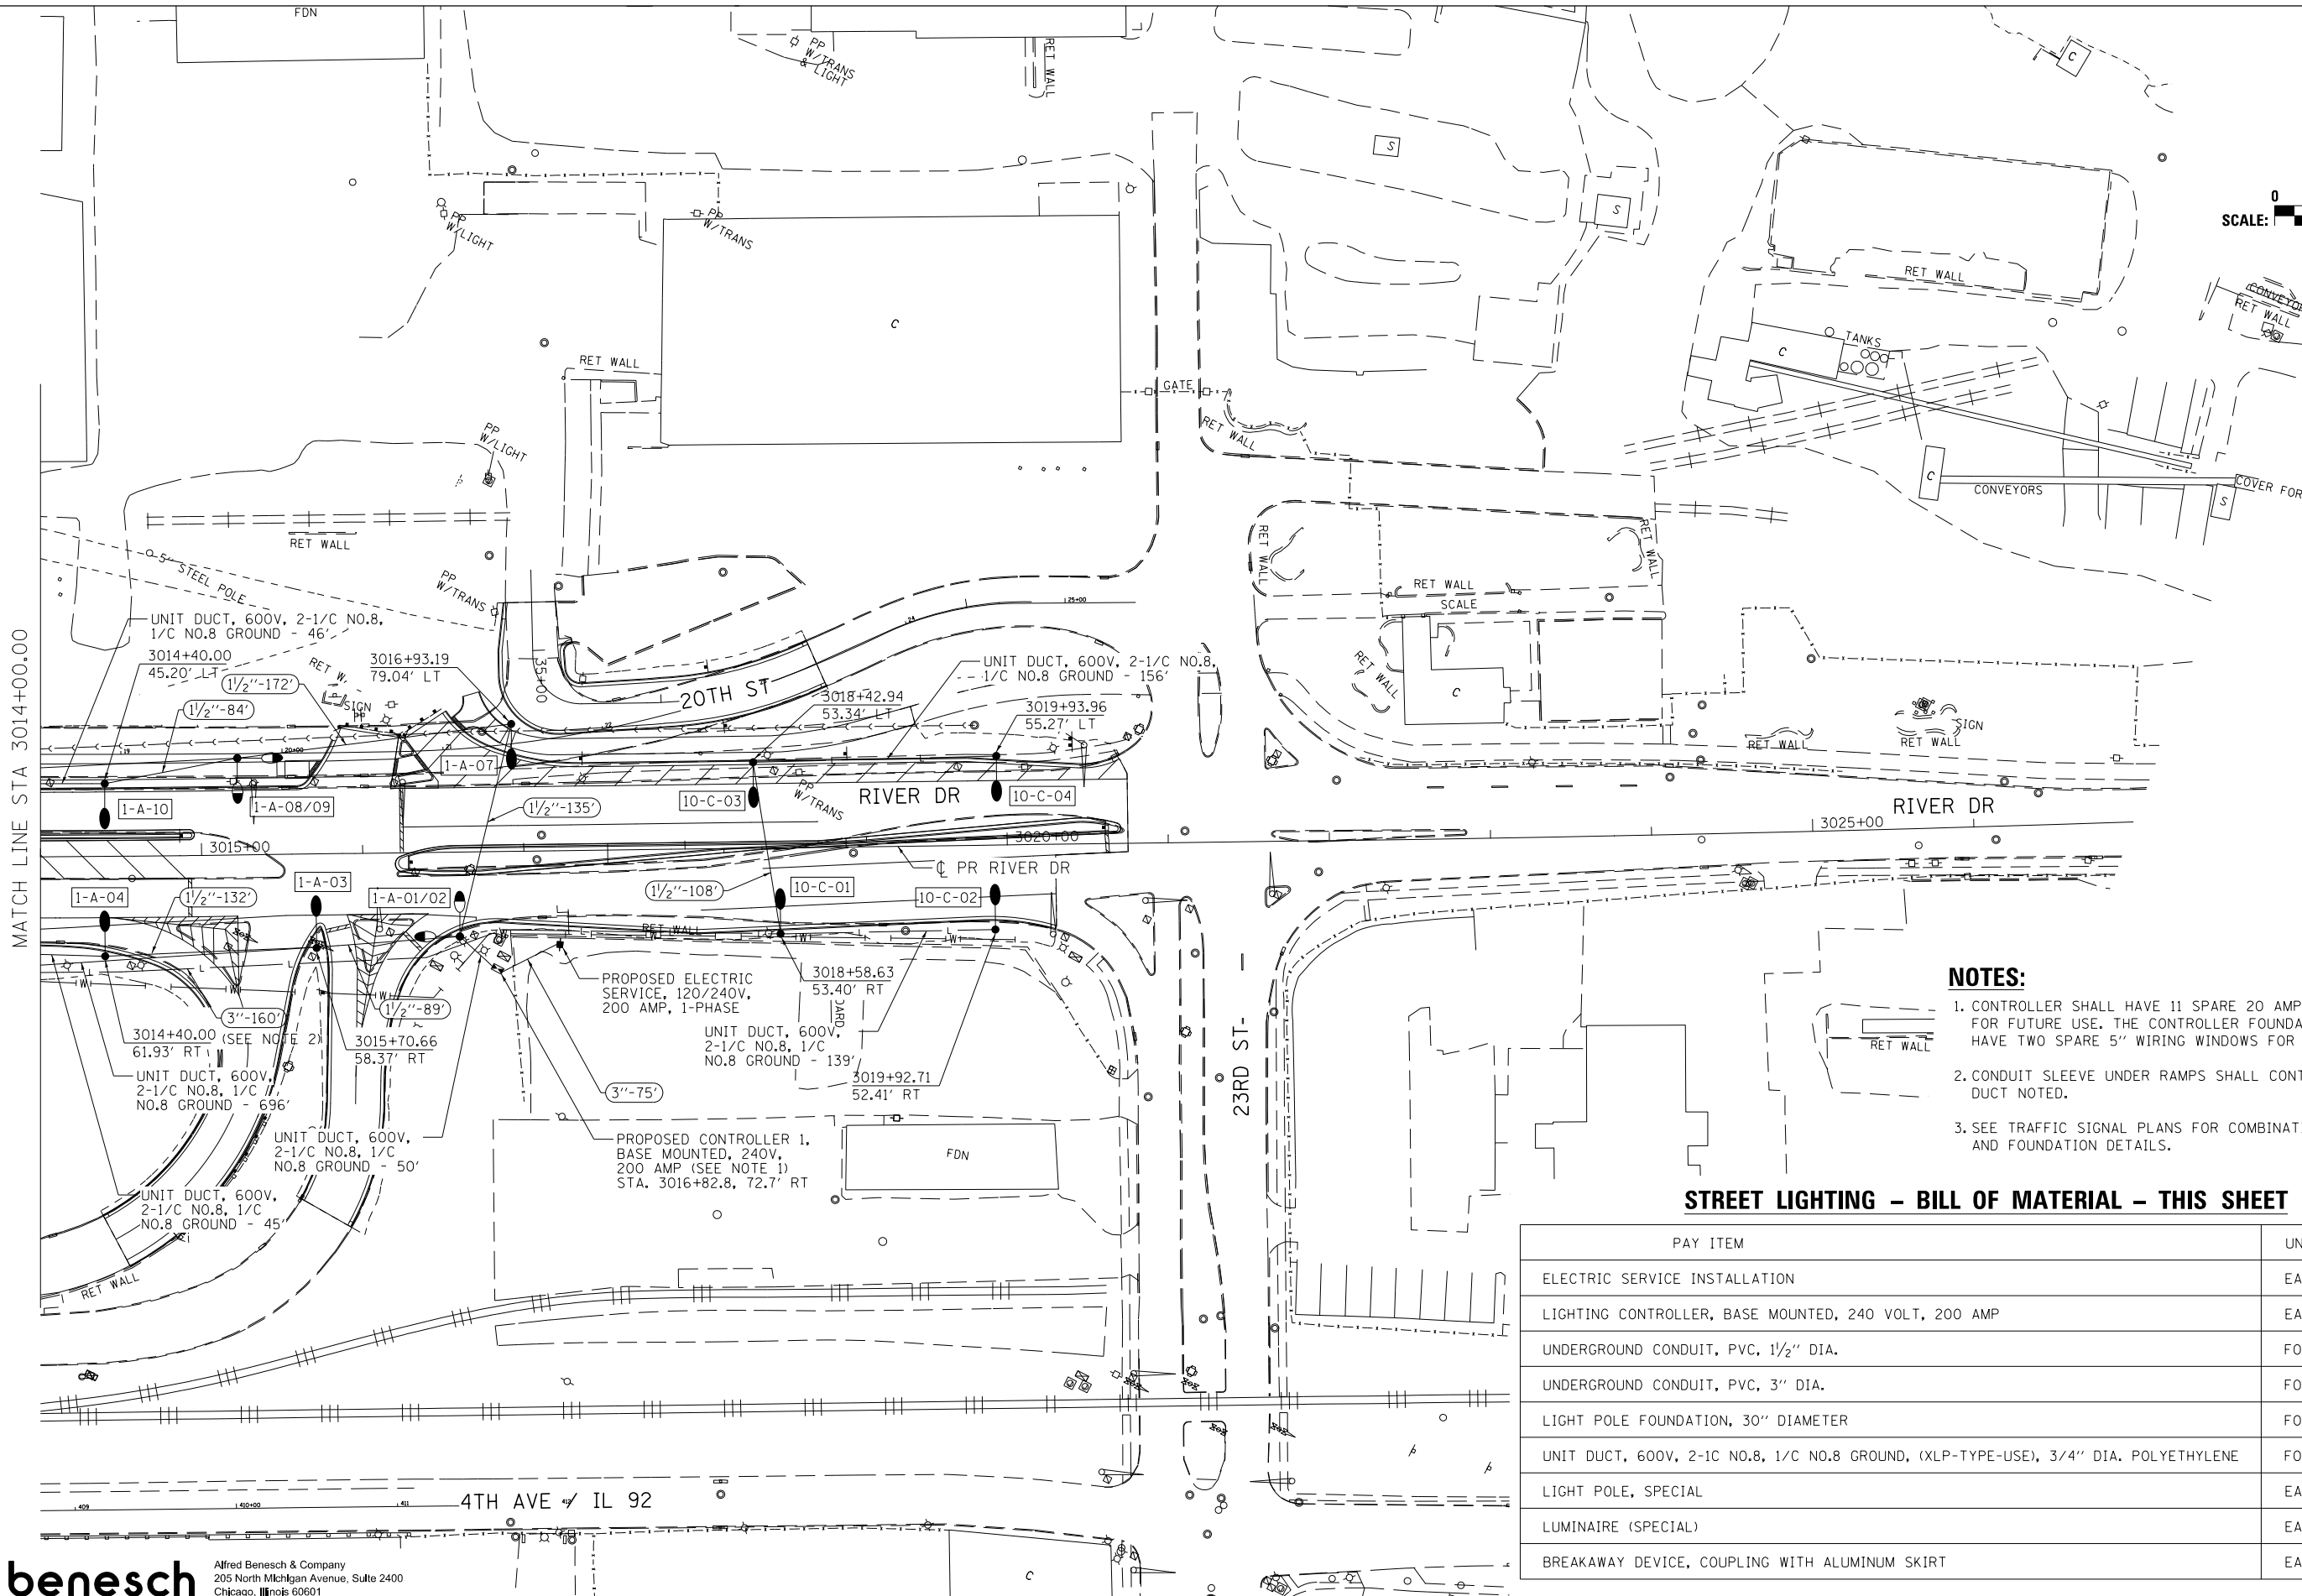 FDN
PP
W/TRANS
& LIGHT
RET WALL
C
S
S
0
SCALE:
PP
W/LIGHT
PP
W/TRANS
C
RET WALL
RET WALL
TANKS
C
RET WALL
GATE
RET WALL
PP
W/LIGHT
C
CONVEYORS
COVER FOR
S
RET WALL
5" STEEL POLE
PP
W/TRANS
RET WALL
RET WALL
RET WALL
SCALE
C
RET WALL
SIGN
RET WALL
RET WALL
MATCH LINE STA 3014+00.00
UNIT DUCT, 600V, 2-1/C NO.8,
1/C NO.8 GROUND - 46'
3014+40.00
45.20' LT
1½"-172'
1½"-84'
SIGN
3016+93.19
79.04' LT
35+00
20TH ST
22
24
25+00
UNIT DUCT, 600V, 2-1/C NO.8,
1/C NO.8 GROUND - 156'
3018+42.94
53.34' LT
3019+93.96
55.27' LT
19
20+00
21
1-A-07
1-A-10
1-A-08/09
1½"-135'
10-C-03
PP
W/TRANS
RIVER DR
10-C-04
RIVER DR
3015+00
3020+00
3025+00
℄ PR RIVER DR
1-A-04
1½"-132'
1-A-03
1-A-01/02
1½"-108'
10-C-01
10-C-02
RET WALL
3"-160'
(SEE NOTE 2)
1½"-89'
3014+40.00
61.93' RT
3015+70.66
58.37' RT
PROPOSED ELECTRIC
SERVICE, 120/240V,
200 AMP, 1-PHASE
3018+58.63
53.40' RT
UNIT DUCT, 600V,
2-1/C NO.8, 1/C
NO.8 GROUND - 139'
3019+92.71
52.41' RT
23RD ST
UNIT DUCT, 600V,
2-1/C NO.8, 1/C
NO.8 GROUND - 696'
3"-75'
UNIT DUCT, 600V,
2-1/C NO.8, 1/C
NO.8 GROUND - 50'
PROPOSED CONTROLLER 1,
BASE MOUNTED, 240V,
200 AMP (SEE NOTE 1)
STA. 3016+82.8, 72.7' RT
FDN
UNIT DUCT, 600V,
2-1/C NO.8, 1/C
NO.8 GROUND - 45'
RET WALL
RET WALL
NOTES:
1. CONTROLLER SHALL HAVE 11 SPARE 20 AMP
FOR FUTURE USE. THE CONTROLLER
HAVE TWO SPARE 5" WIRING WINDOWS FOR
2. CONDUIT SLEEVE UNDER RAMPS SHALL
DUCT NOTED.
3. SEE TRAFFIC SIGNAL PLANS FOR
AND FOUNDATION DETAILS.
STREET LIGHTING – BILL OF MATERIAL – THIS SHEET
PAY ITEM
ELECTRIC SERVICE INSTALLATION
LIGHTING CONTROLLER, BASE MOUNTED, 240 VOLT, 200 AMP
UNDERGROUND CONDUIT, PVC, 1½" DIA.
UNDERGROUND CONDUIT, PVC, 3" DIA.
LIGHT POLE FOUNDATION, 30" DIAMETER
UNIT DUCT, 600V, 2-1C NO.8, 1/C NO.8 GROUND, (XLP-TYPE-USE), 3/4" DIA. POLYETHYLENE
LIGHT POLE, SPECIAL
LUMINAIRE (SPECIAL)
BREAKAWAY DEVICE, COUPLING WITH ALUMINUM SKIRT
409
410+00
411
4TH AVE / IL 92
412
C
benesch
Alfred Benesch & Company
205 North Michigan Avenue, Suite 2400
Chicago, Illinois 60601